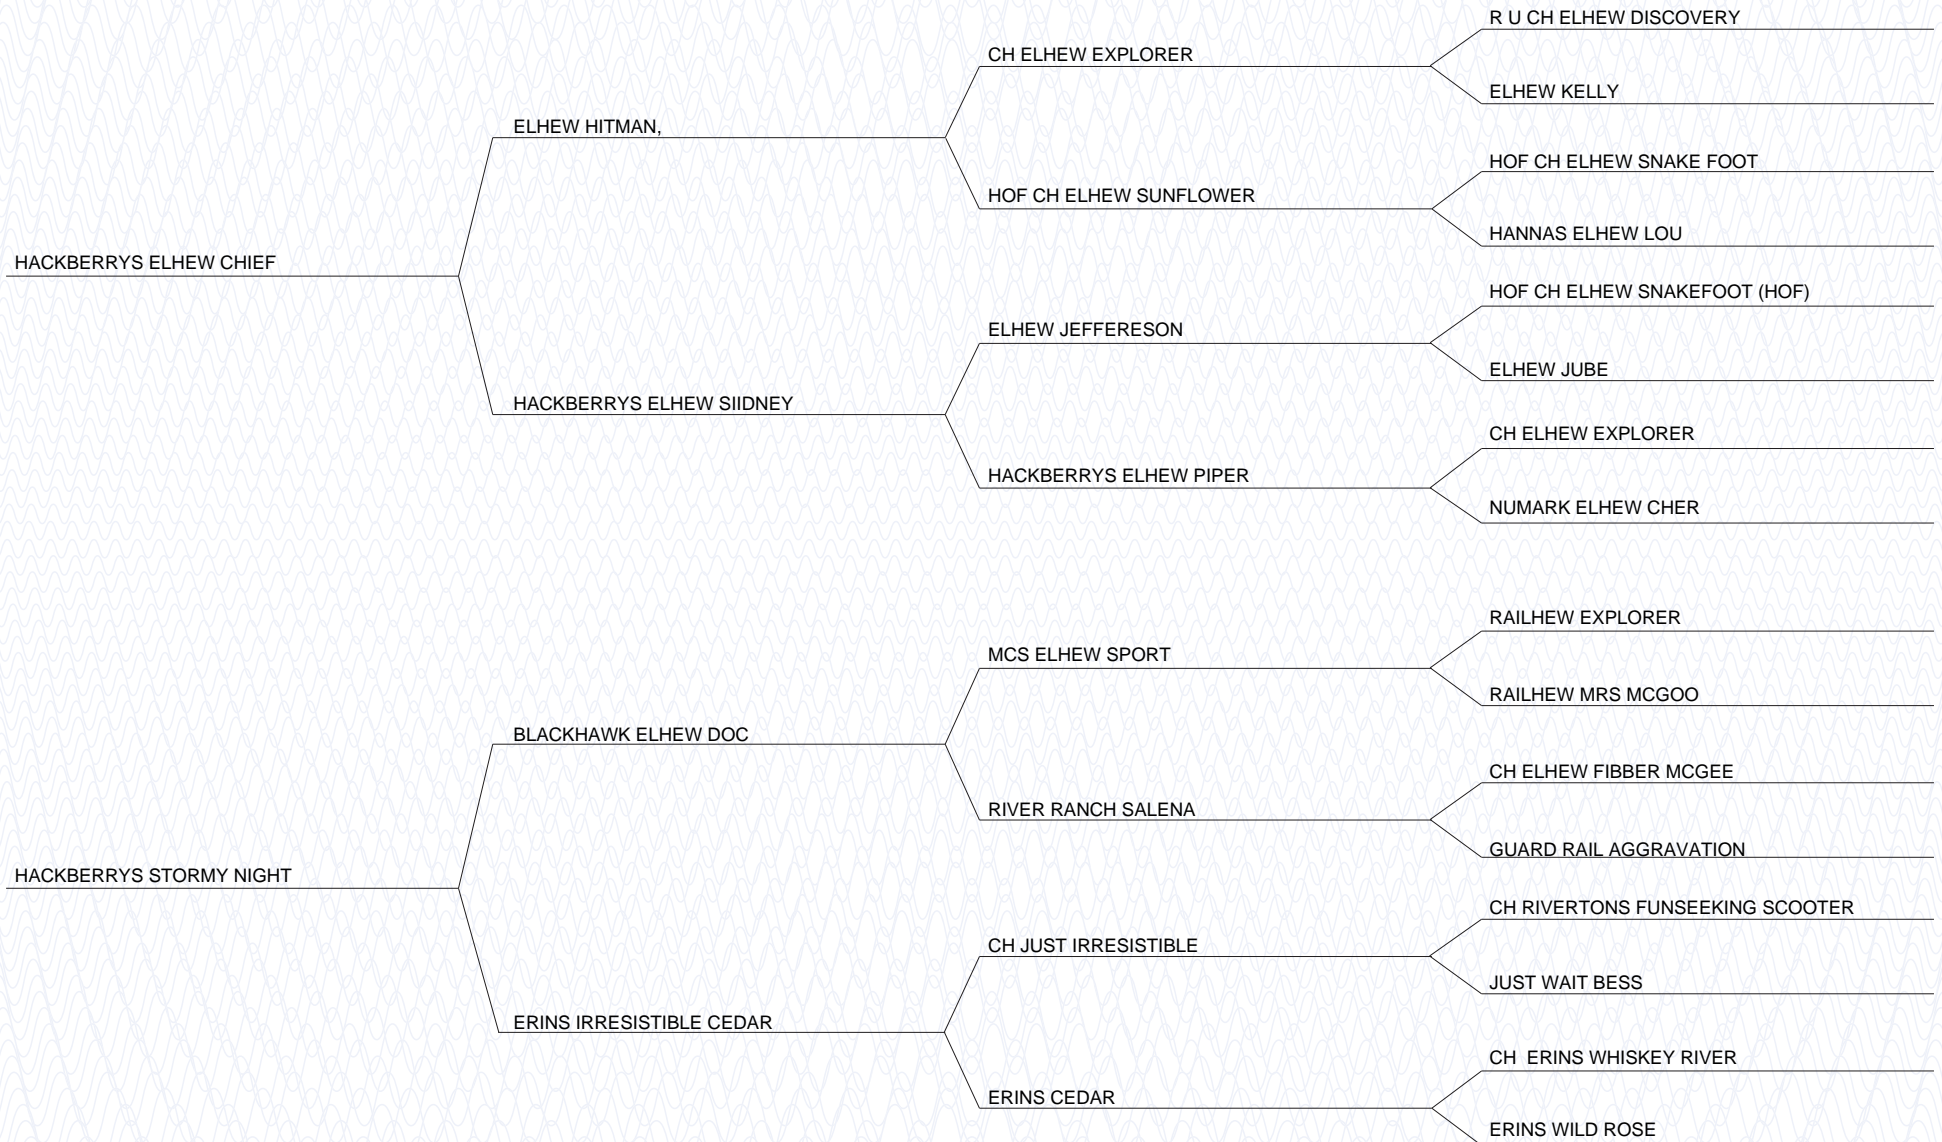 R U CH ELHEW DISCOVERY
CH ELHEW EXPLORER
ELHEW KELLY
ELHEW HITMAN,
HOF CH ELHEW SNAKE FOOT
HOF CH ELHEW SUNFLOWER
HANNAS ELHEW LOU
HACKBERRYS ELHEW CHIEF
HOF CH ELHEW SNAKEFOOT (HOF)
ELHEW JEFFERESON
ELHEW JUBE
HACKBERRYS ELHEW SIIDNEY
CH ELHEW EXPLORER
HACKBERRYS ELHEW PIPER
NUMARK ELHEW CHER
RAILHEW EXPLORER
MCS ELHEW SPORT
RAILHEW MRS MCGOO
BLACKHAWK ELHEW DOC
CH ELHEW FIBBER MCGEE
RIVER RANCH SALENA
GUARD RAIL AGGRAVATION
HACKBERRYS STORMY NIGHT
CH RIVERTONS FUNSEEKING SCOOTER
CH JUST IRRESISTIBLE
JUST WAIT BESS
ERINS IRRESISTIBLE CEDAR
CH  ERINS WHISKEY RIVER
ERINS CEDAR
ERINS WILD ROSE